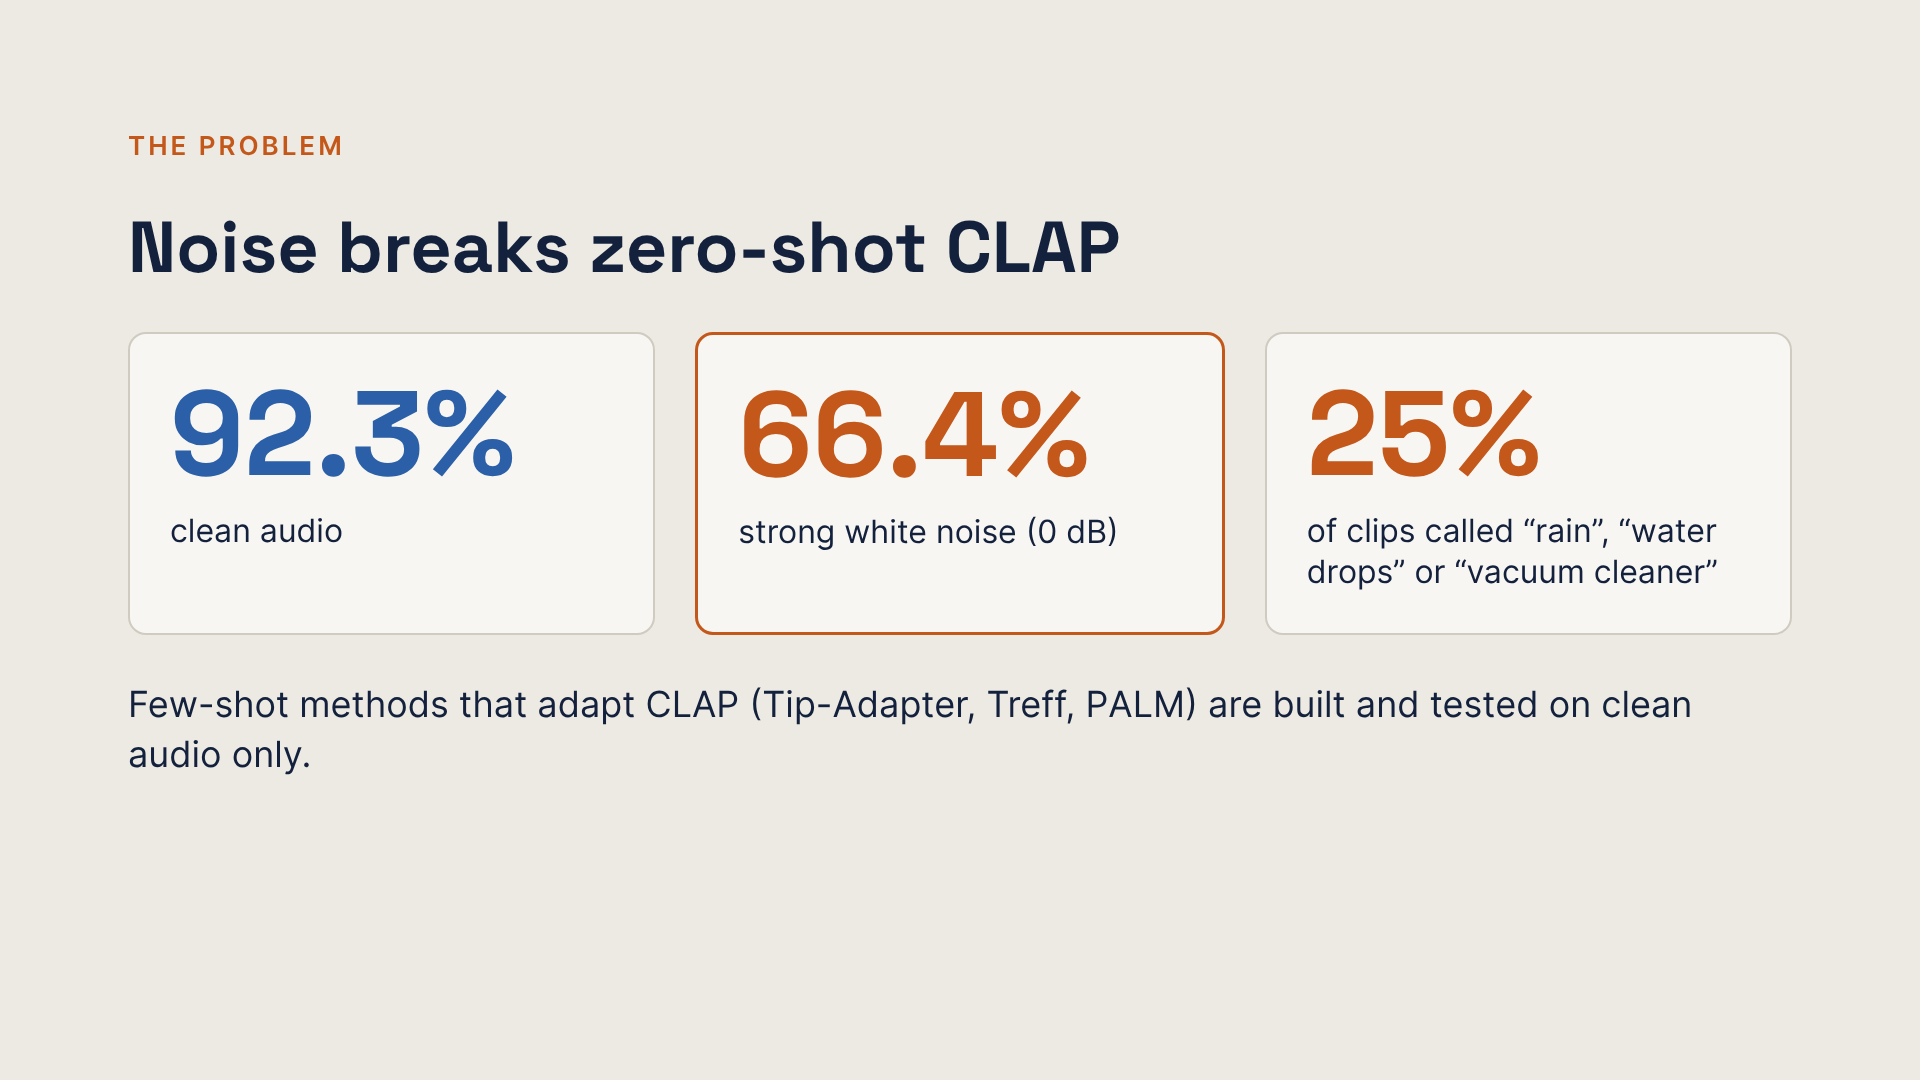 THE PROBLEM
Noise breaks zero-shot CLAP
92.3%
clean audio
66.4%
strong white noise (0 dB)
25%
of clips called “rain”, “water
drops” or “vacuum cleaner”
Few-shot methods that adapt CLAP (Tip-Adapter, Treff, PALM) are built and tested on clean
audio only.